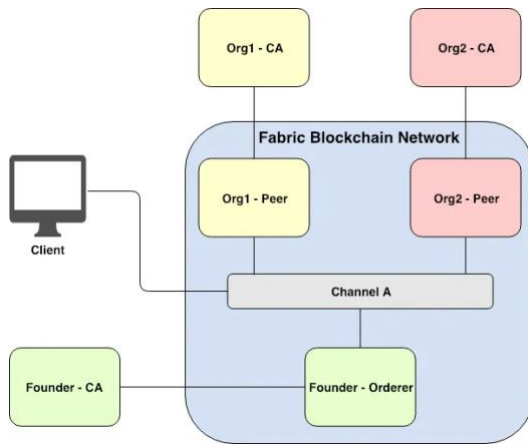 Org1 - CA
Org2 - CA
Fabric Blockchain Network
Org1 - Peer
Org2 - Peer
Client
Channel A
Founder - CA
Founder - Orderer